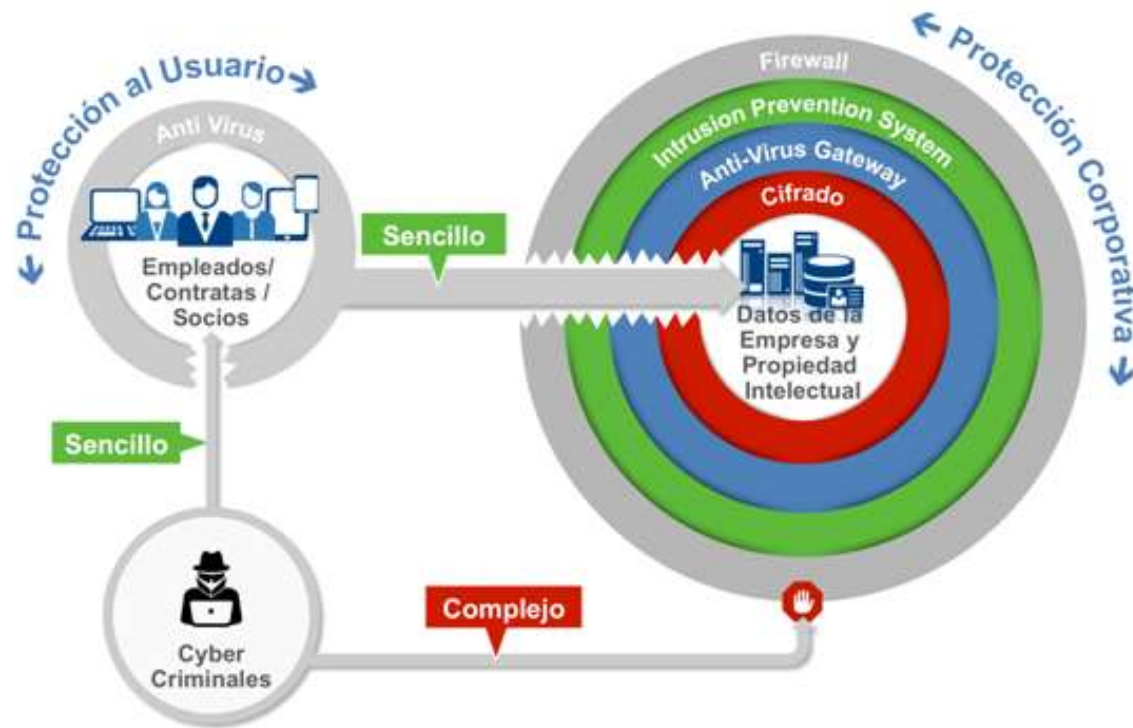 Protección al Usuario
Anti Virus
Empleados/
Contratas /
Socios
Sencillo
Sencillo
Cyber
Criminales
Complejo
Protección Corporativa
Firewall
Intrusion Prevention System
Anti-Virus Gateway
Cifrado
Datos de la
Empresa y
Propiedad
Intelectual